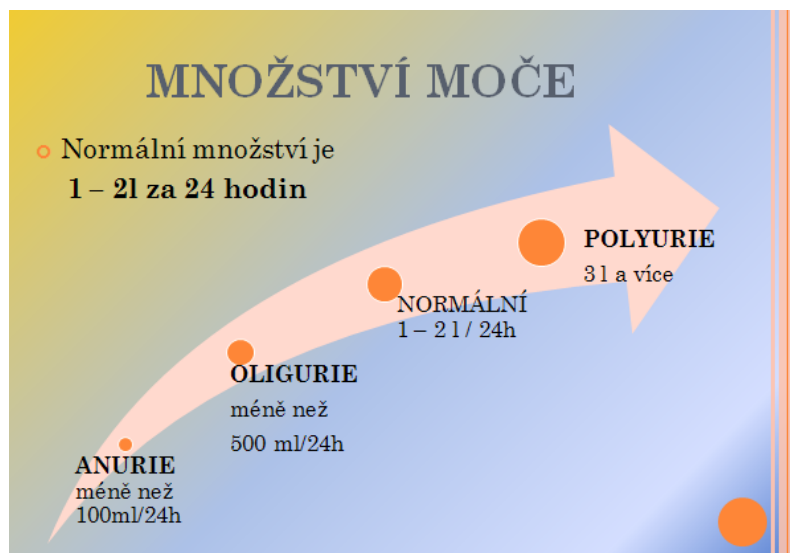 MNOŽSTVÍ MOČE
Normální množství je
1 – 2l za 24 hodin
ANURIE
méně než
100ml/24h
OLIGURIE
méně než
500 ml/24h
NORMÁLNÍ
1 – 2 l / 24h
POLYURIE
3 l a více